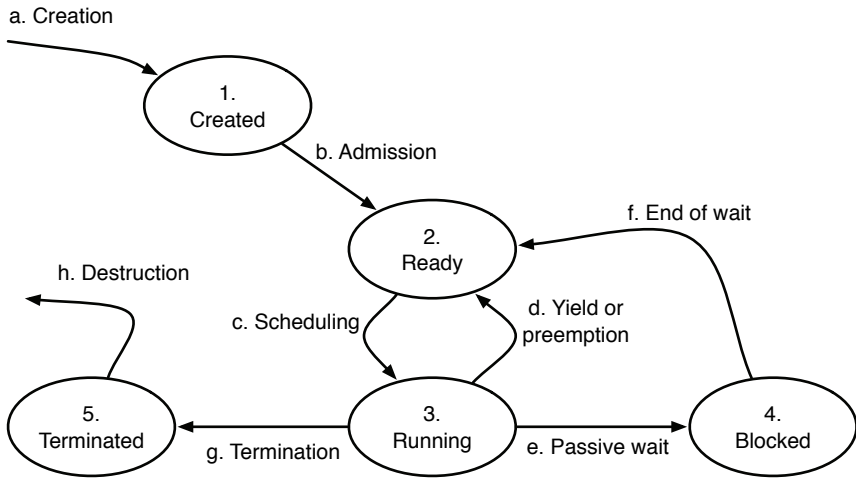 a. Creation
1.
Created
b. Admission
f. End of wait
2.
Ready
h. Destruction
c. Scheduling
d. Yield or
preemption
5.
Terminated
3.
Running
4.
Blocked
g. Termination
e. Passive wait